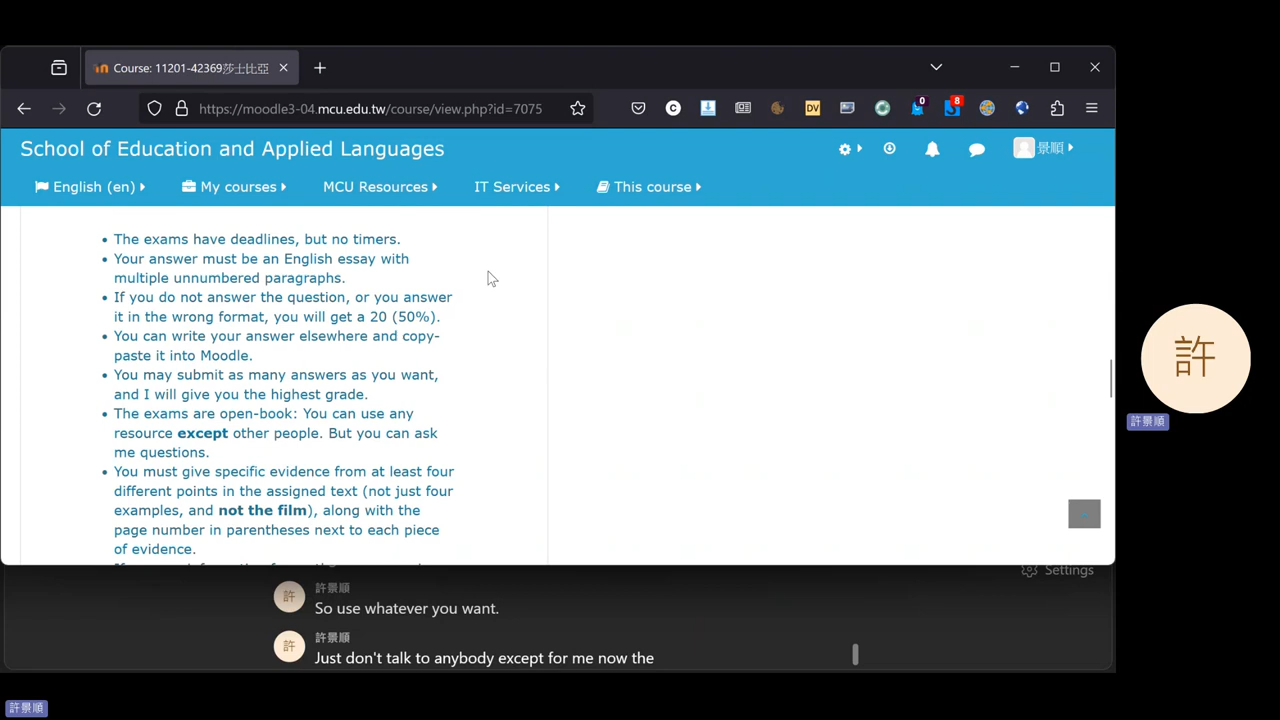 Course: 11201-42369莎士比亞
https://moodle3-04.mcu.edu.tw/course/view.php?id=7075
C
DV
0
8
School of Education and Applied Languages
景順
English (en)
My courses
MCU Resources
IT Services
This course
The exams have deadlines, but no timers.
Your answer must be an English essay with
multiple unnumbered paragraphs.
If you do not answer the question, or you answer
it in the wrong format, you will get a 20 (50%).
You can write your answer elsewhere and copy-
paste it into Moodle.
You may submit as many answers as you want,
and I will give you the highest grade.
The exams are open-book: You can use any
resource except other people. But you can ask
me questions.
You must give specific evidence from at least four
different points in the assigned text (not just four
examples, and not the film), along with the
page number in parentheses next to each piece
of evidence.
Settings
許
許景順
So use whatever you want.
許
許景順
Just don't talk to anybody except for me now the
許
許景順
許景順